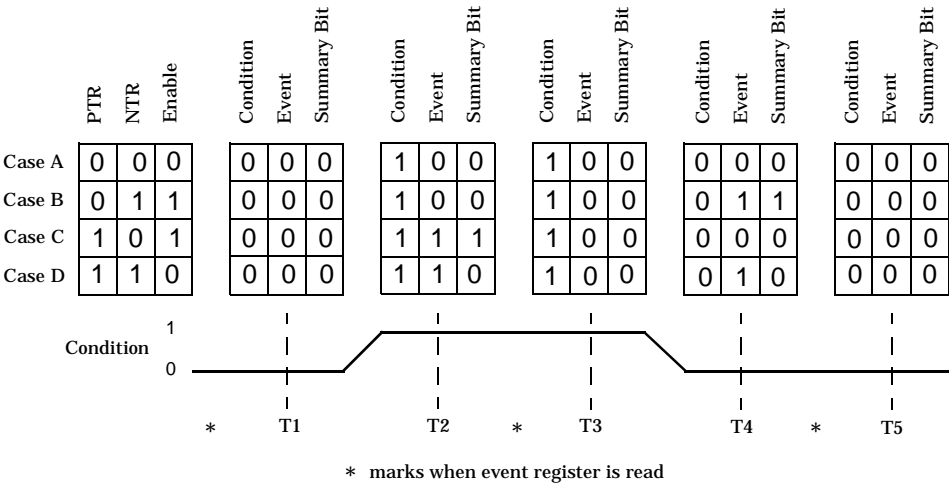 PTR NTR Enable Condition Event Summary Bit Condition Event Summary Bit Condition Event Summary Bit Condition Event Summary Bit Condition Event Summary Bit
Case A 0 0 0 0 0 0 1 0 0 1 0 0 0 0 0 0 0 0
Case B 0 1 1 0 0 0 1 0 0 1 0 0 0 1 1 0 0 0
Case C 1 0 1 0 0 0 1 1 1 1 0 0 0 0 0 0 0 0
Case D 1 1 0 0 0 0 1 1 0 1 0 0 0 1 0 0 0 0
1
Condition
0
* T1 T2 * T3 T4 * T5
* marks when event register is read